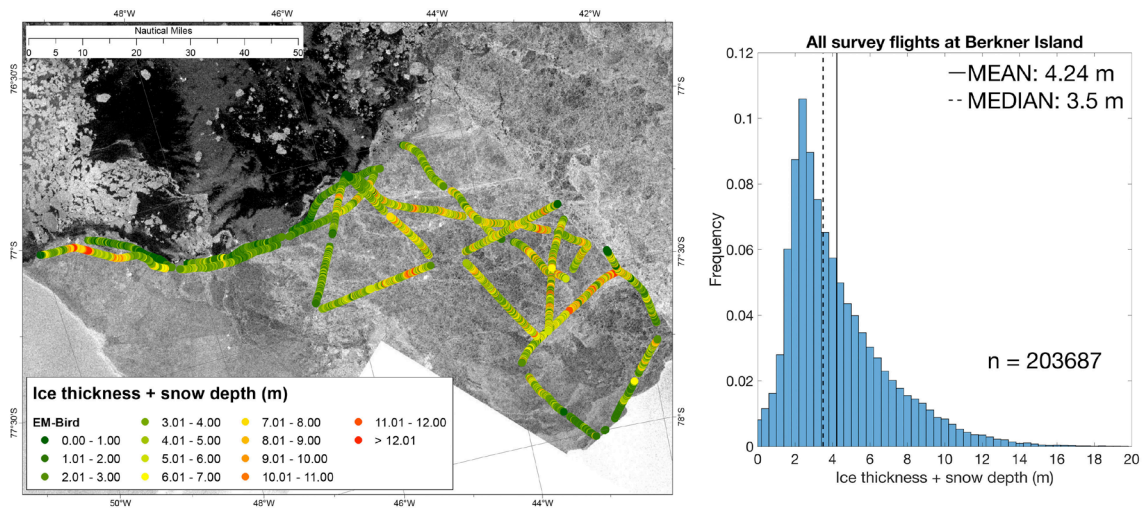 48°W 46°W 44°W 42°W
Nautical Miles
0 5 10 20 30 40 50
76°30'S
77°S
77°30'S
77°S
77°30'S
78°S
Ice thickness + snow depth (m)
EM-Bird
0.00 - 1.00
1.01 - 2.00
2.01 - 3.00
3.01 - 4.00
4.01 - 5.00
5.01 - 6.00
6.01 - 7.00
7.01 - 8.00
8.01 - 9.00
9.01 - 10.00
10.01 - 11.00
11.01 - 12.00
> 12.01
48°W 46°W 44°W
All survey flights at Berkner Island
MEAN: 4.24 m
MEDIAN: 3.5 m
n = 203687
Frequency
0.12
0.1
0.08
0.06
0.04
0.02
0
0 2 4 6 8 10 12 14 16 18 20
Ice thickness + snow depth (m)